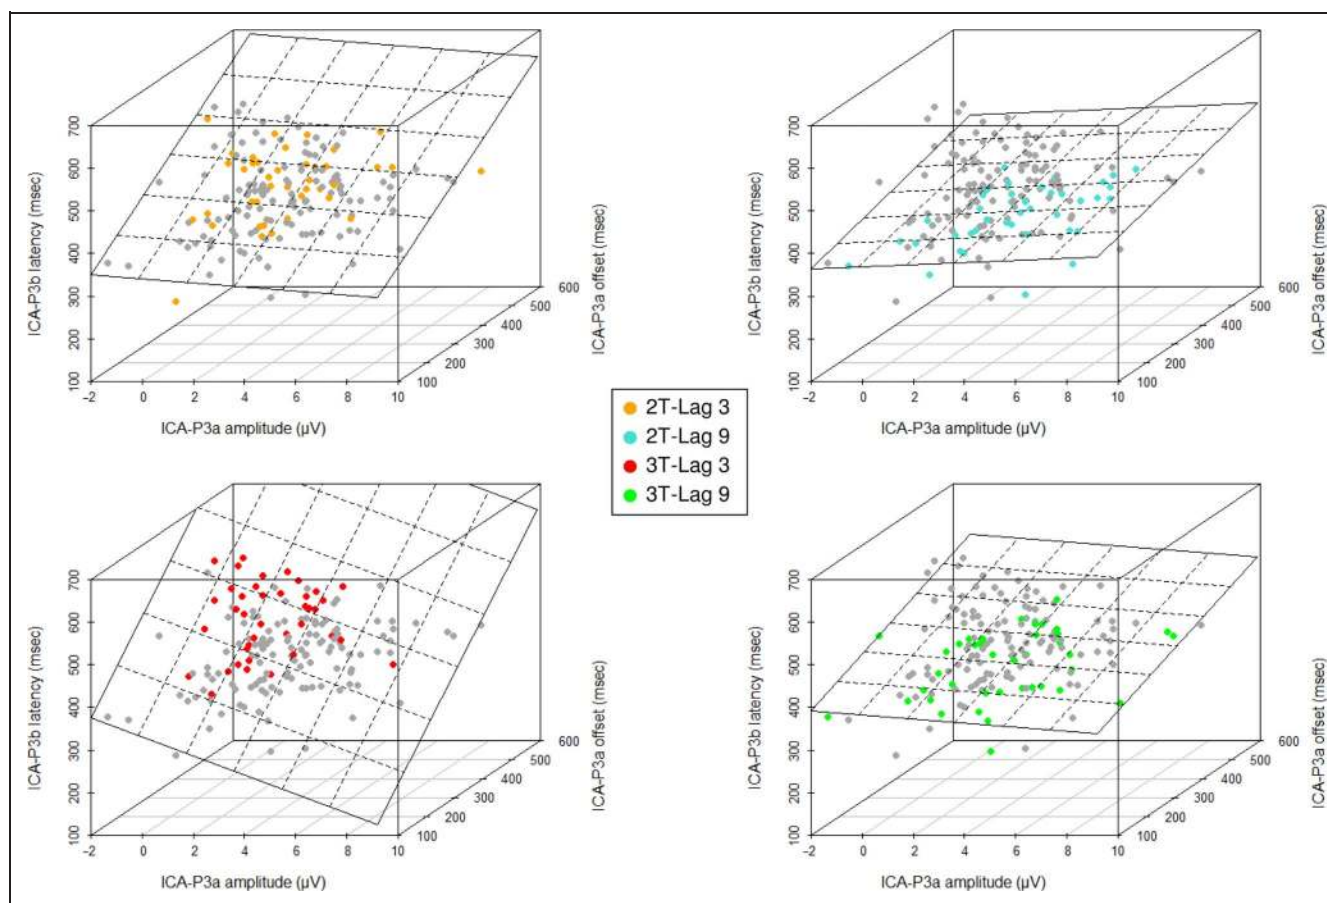 700
600
500
400
300
200
100
ICA-P3b latency (msec)
−2 0 2 4 6 8 10
ICA-P3a amplitude (µV)
100
200
300
400
500
600
ICA-P3a offset (msec)
700
600
500
400
300
200
100
ICA-P3b latency (msec)
−2 0 2 4 6 8 10
ICA-P3a amplitude (µV)
100
200
300
400
500
600
ICA-P3a offset (msec)
2T-Lag 3
2T-Lag 9
3T-Lag 3
3T-Lag 9
700
600
500
400
300
200
100
ICA-P3b latency (msec)
−2 0 2 4 6 8 10
ICA-P3a amplitude (µV)
100
200
300
400
500
600
ICA-P3a offset (msec)
700
600
500
400
300
200
100
ICA-P3b latency (msec)
−2 0 2 4 6 8 10
ICA-P3a amplitude (µV)
100
200
300
400
500
600
ICA-P3a offset (msec)